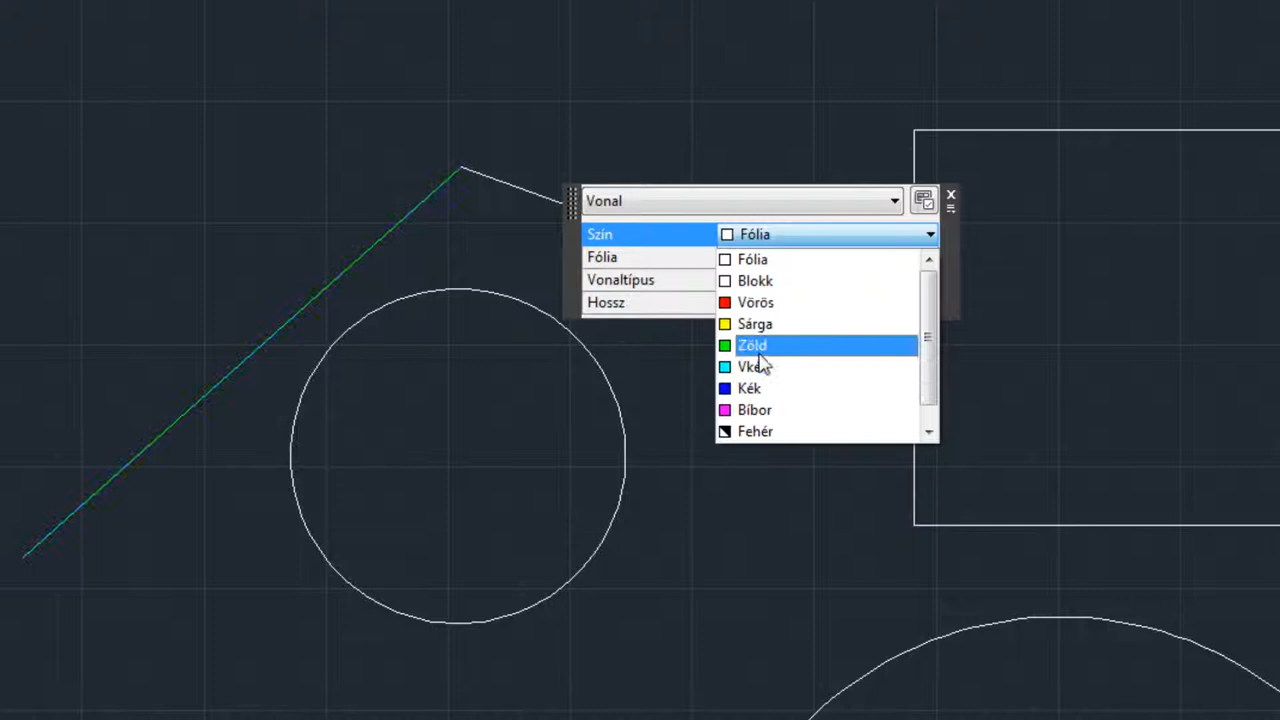 Vonal
Szín Fólia
Fólia
Vonaltípus
Hossz
Fólia
Blokk
Vörös
Sárga
Zöld
Kék
Bíbor
Fehér